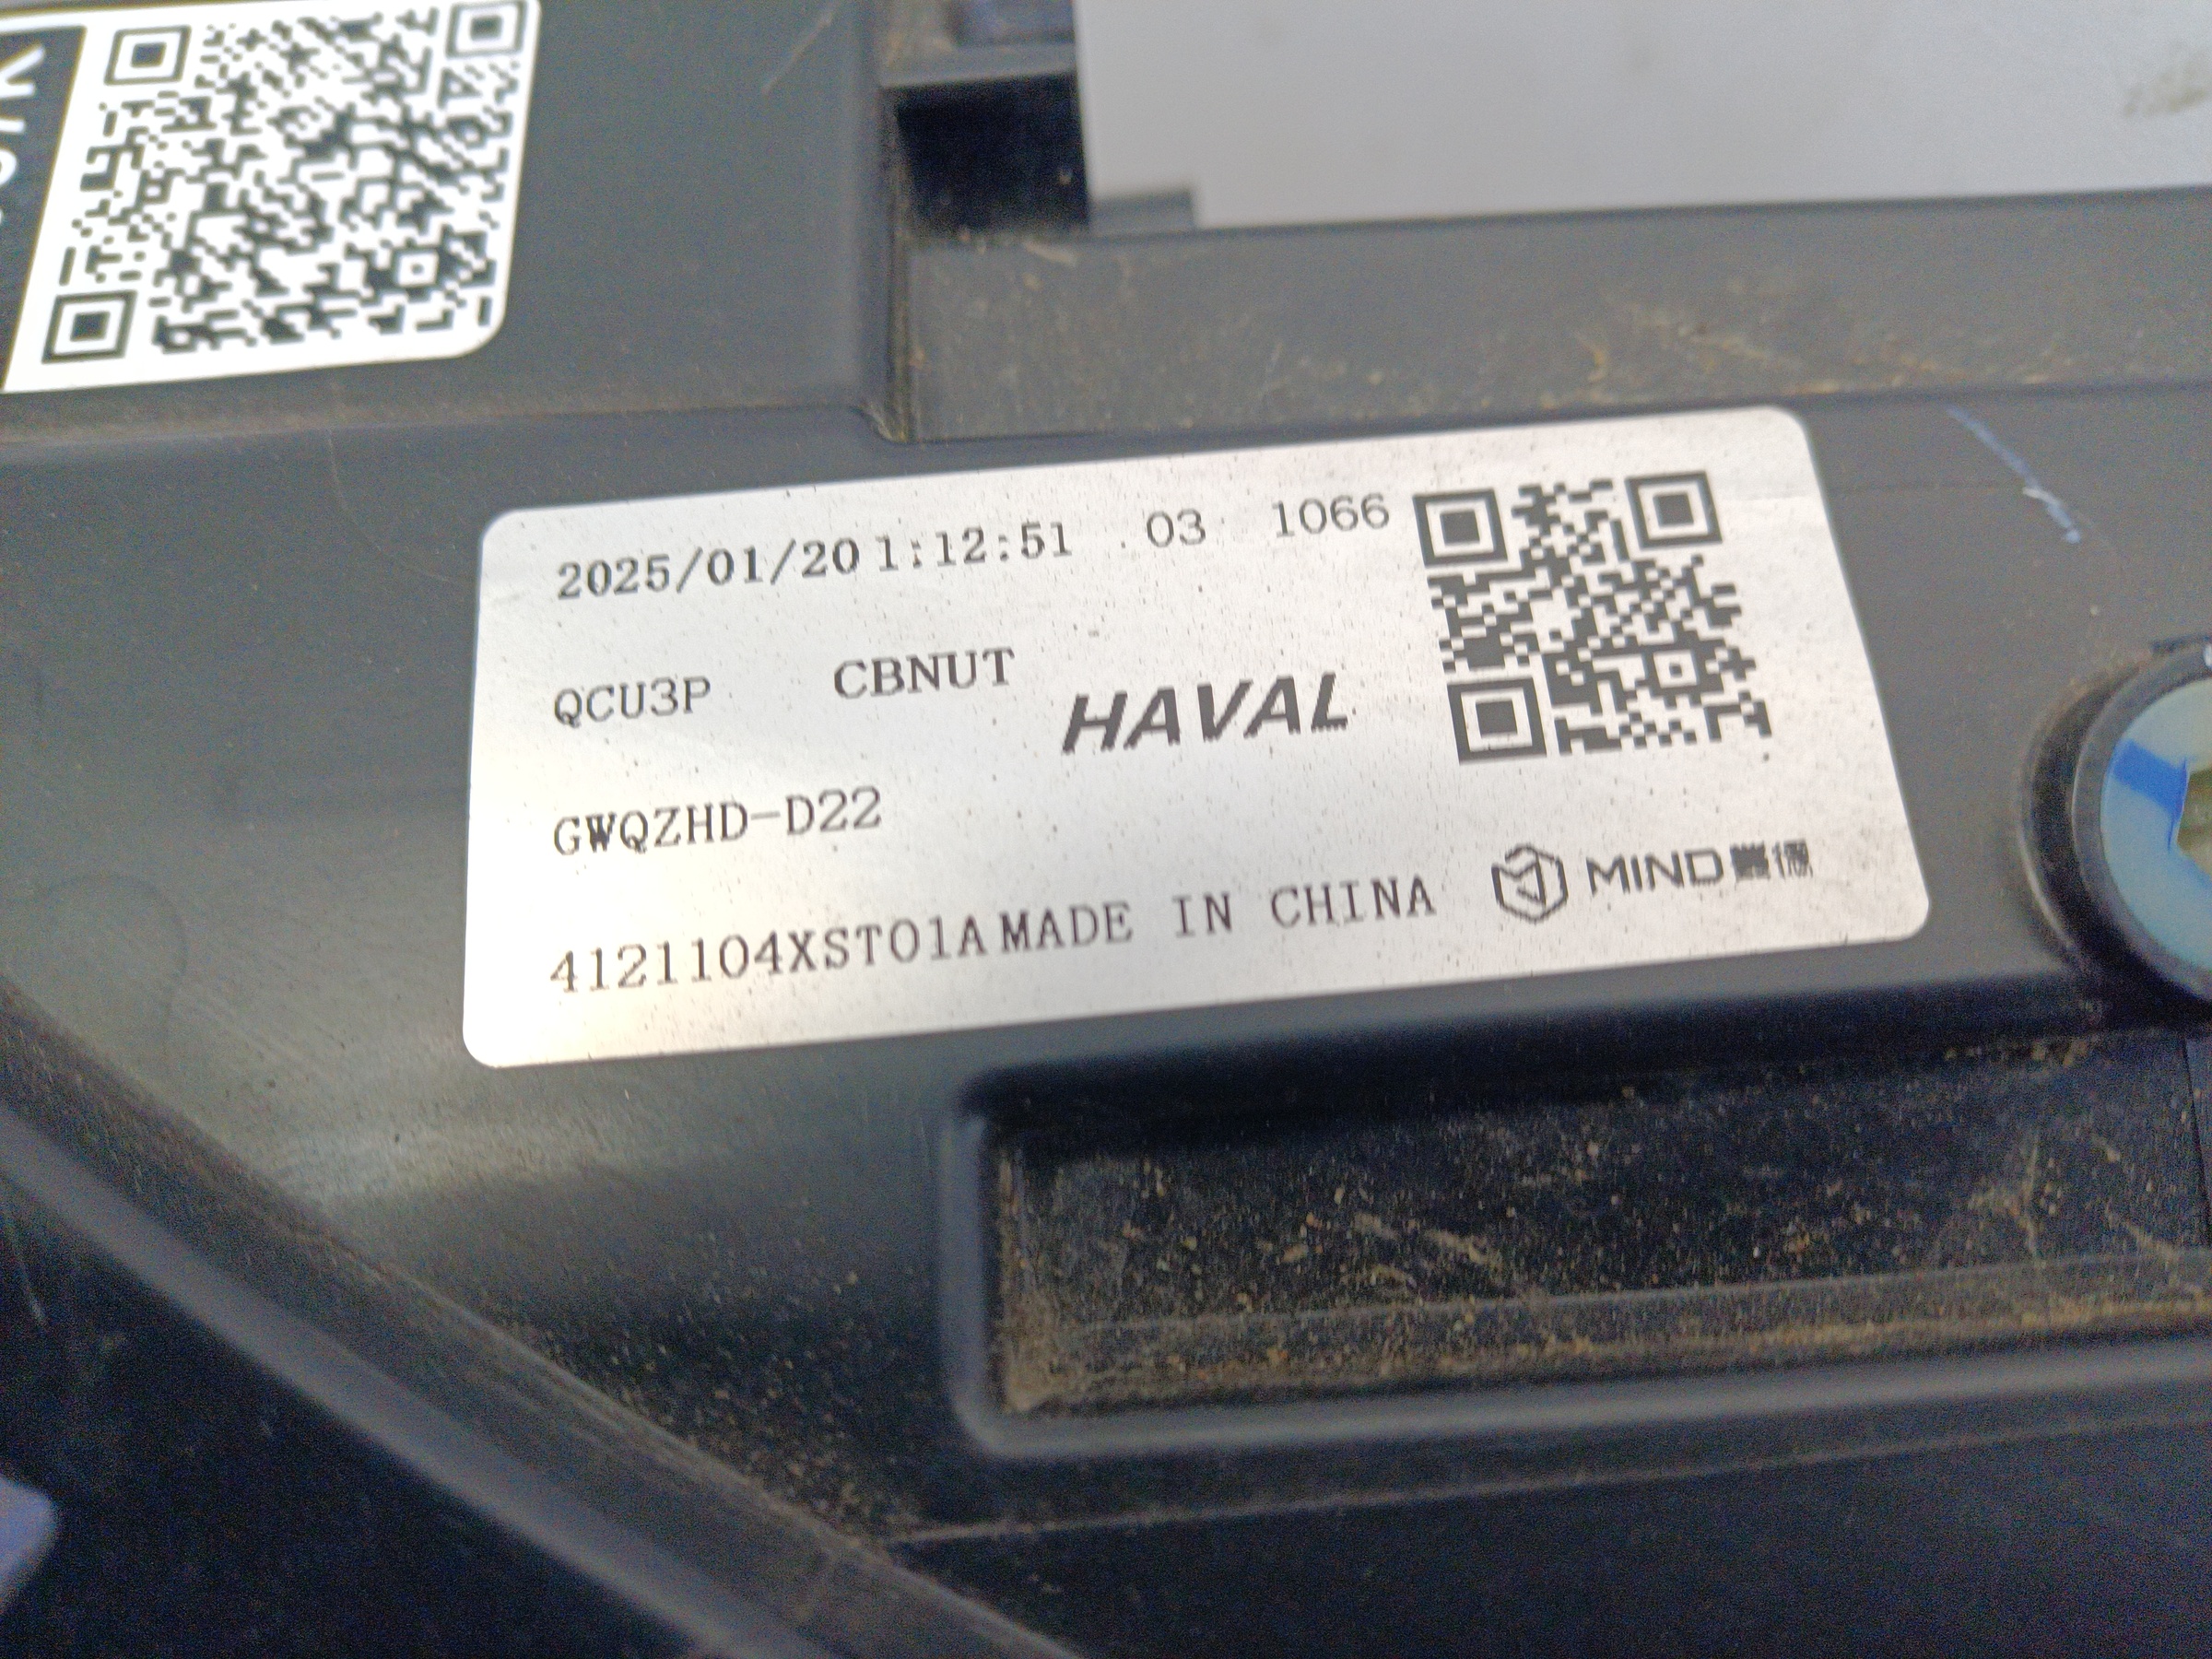 2025/01/20 1:12:51 03 1066
QCU3P CBNUT
HAVAL
GWQZHD-D22
4121104XST01A MADE IN CHINA MIND